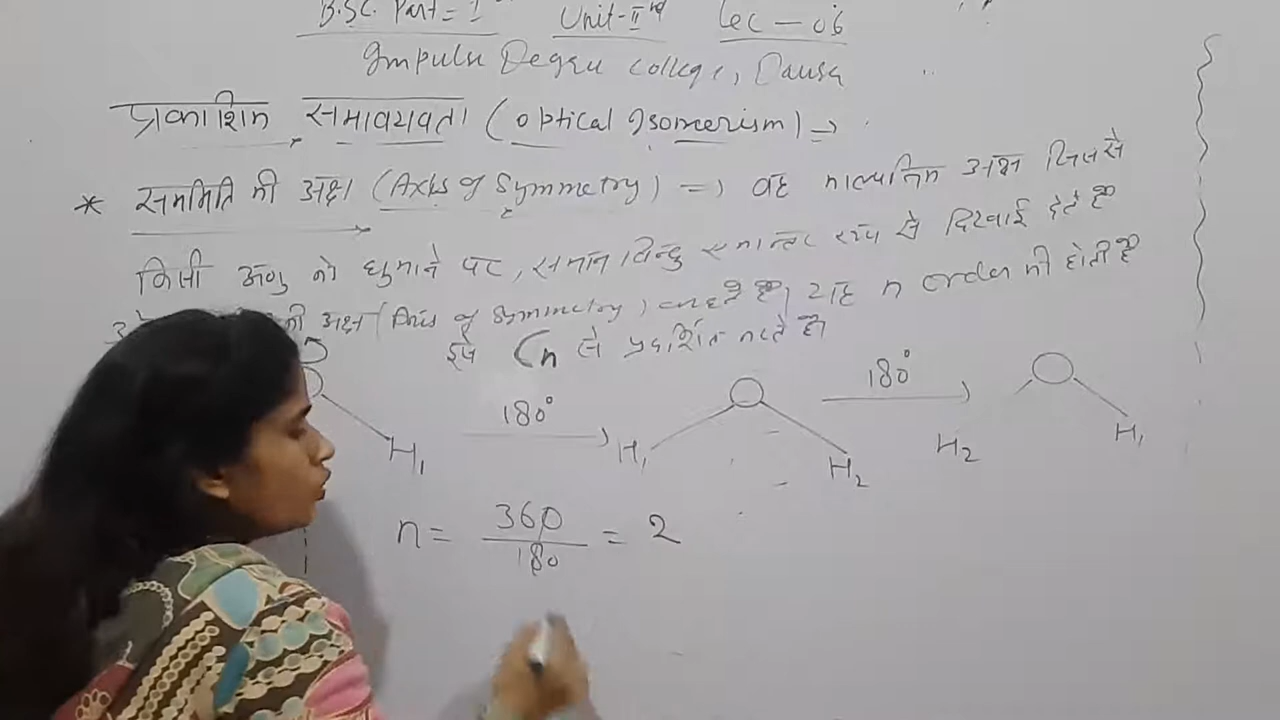 B.Sc. Part-I Unit-II nd Lec-06
Impulse Degree College, Dausa
प्रकाशिक समावयवता (optical Isomerism) ⇒
* सममिति की अक्ष (Axis of Symmetry) ⇒ वह काल्पनिक अक्ष जिससे
किसी अणु को घुमाने पर, समान बिन्दु समान्तर रूप से दिखाई देते है
की अक्ष (Axis of Symmetry) कहते है। यह n order की होती है
इसे Cn से प्रदर्शित करते है।
H1 180° H1 H2 180° H2 H1
n = 360/180 = 2